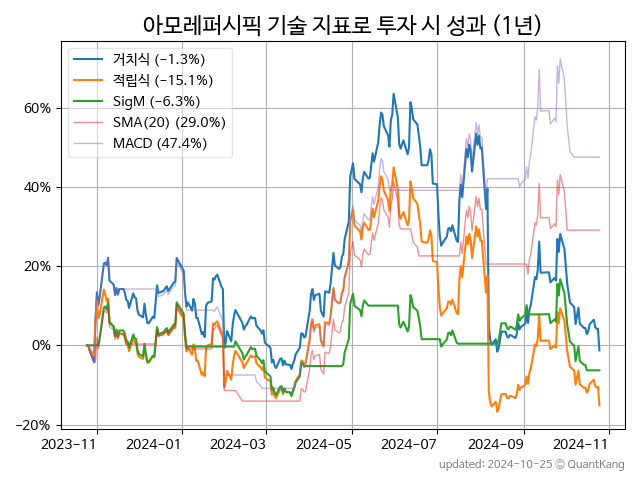 아모레퍼시픽 기술 지표로 투자 시 성과 (1년)
거치식 (-1.3%)
적립식 (-15.1%)
SigM (-6.3%)
SMA(20) (29.0%)
MACD (47.4%)
60%
40%
20%
0%
-20%
2023-11
2024-01
2024-03
2024-05
2024-07
2024-09
2024-11
updated: 2024-10-25 © QuantKang